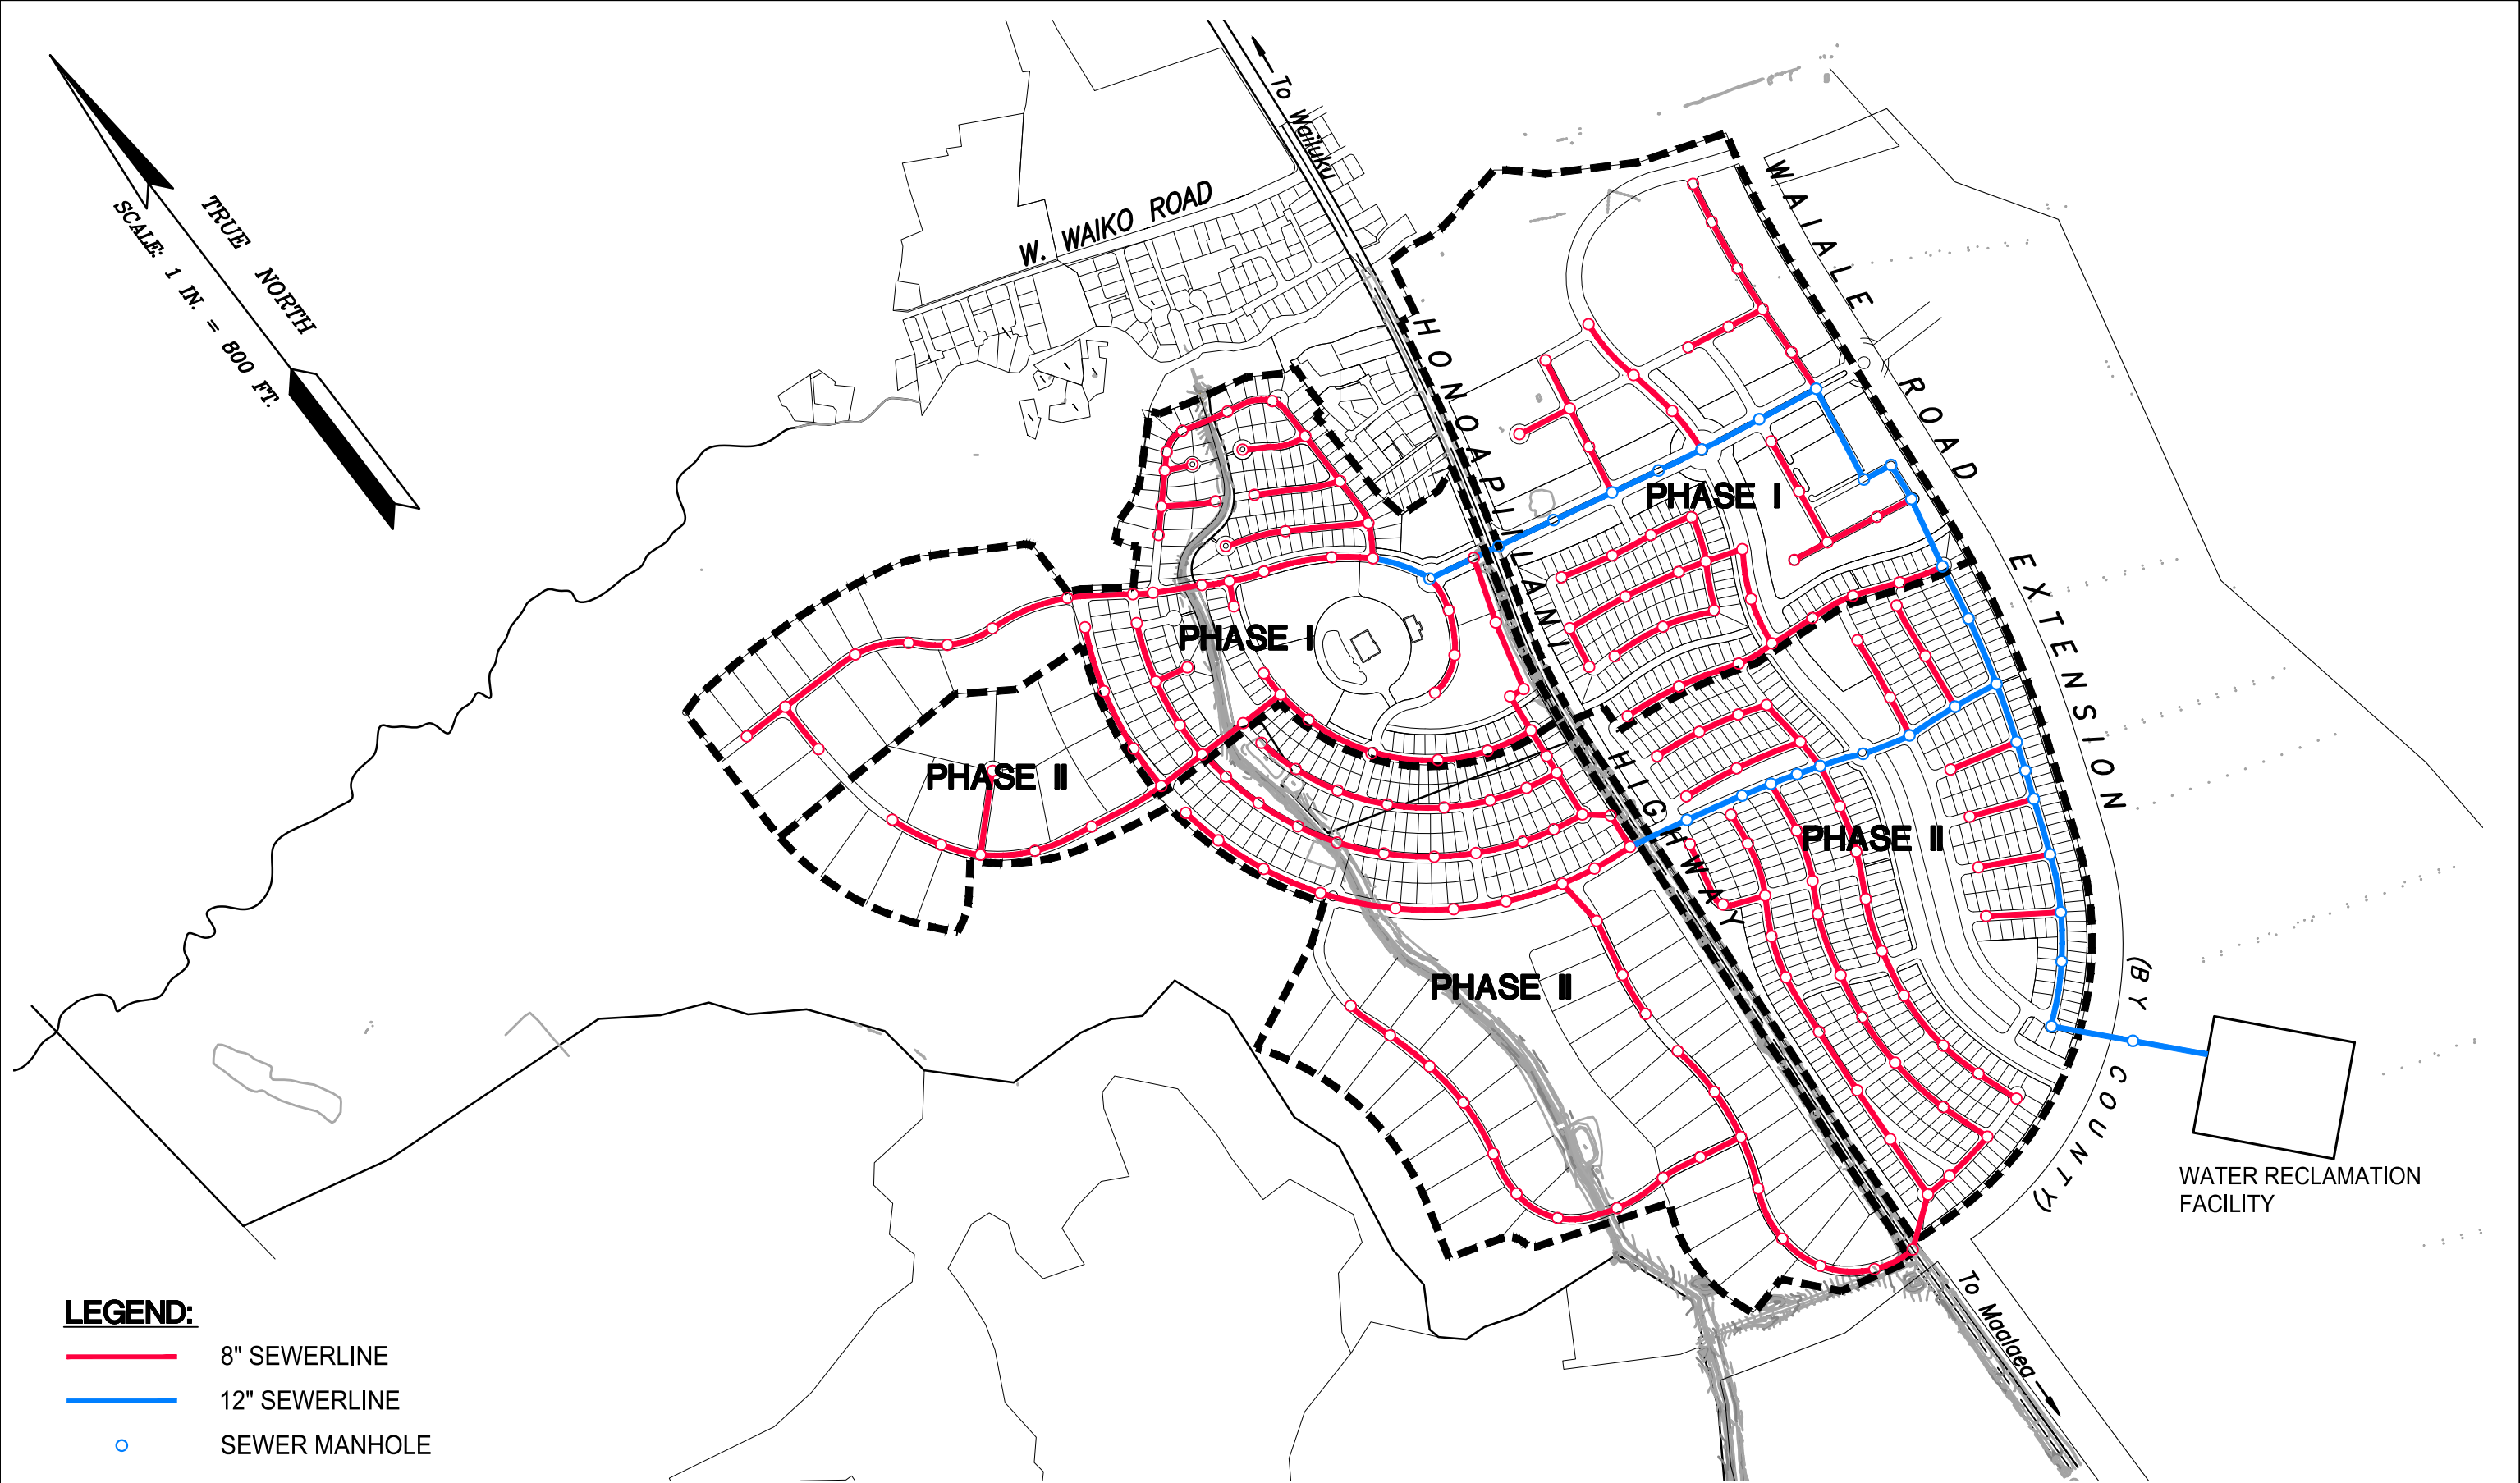 TRUE NORTH
SCALE: 1 IN. = 800 FT.
To Wailuku
W. WAIKO ROAD
HONOAPIILANI HIGHWAY
WAIALE ROAD EXTENSION
(BY COUNTY)
PHASE I
PHASE I
PHASE II
PHASE II
PHASE II
WATER RECLAMATION
FACILITY
To Maalaea
LEGEND:
8" SEWERLINE
12" SEWERLINE
SEWER MANHOLE